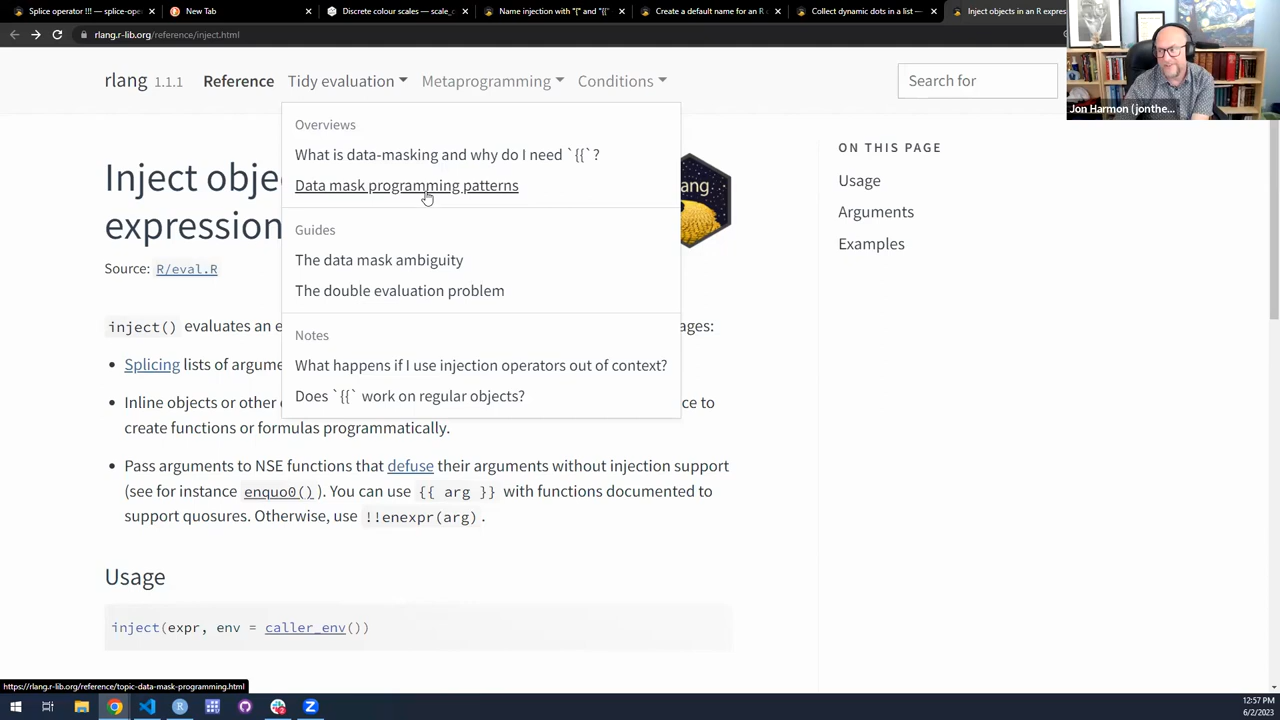 Splice operator !!! — splice-ope
New Tab
Discrete colour scales — scale_c
Name injection with "{" and "{{"
Create a default name for an R c
Collect dynamic dots in a list —
Inject objects in an R expres
rlang.r-lib.org/reference/inject.html
rlang 1.1.1 Reference Tidy evaluation Metaprogramming Conditions
Search for
Jon Harmon (jonthe...
Overviews
What is data-masking and why do I need `{{`?
Data mask programming patterns
Guides
The data mask ambiguity
The double evaluation problem
Notes
What happens if I use injection operators out of context?
Does `{{` work on regular objects?
Inject obje
expression
ang
Source: R/eval.R
inject() evaluates an e
ages:
Splicing lists of argume
Inline objects or other
ce to
create functions or formulas programmatically.
Pass arguments to NSE functions that defuse their arguments without injection support
(see for instance enquo0()). You can use {{ arg }} with functions documented to
support quosures. Otherwise, use !!enexpr(arg).
Usage
inject(expr, env = caller_env())
ON THIS PAGE
Usage
Arguments
Examples
https://rlang.r-lib.org/reference/topic-data-mask-programming.html
12:57 PM
6/2/2023